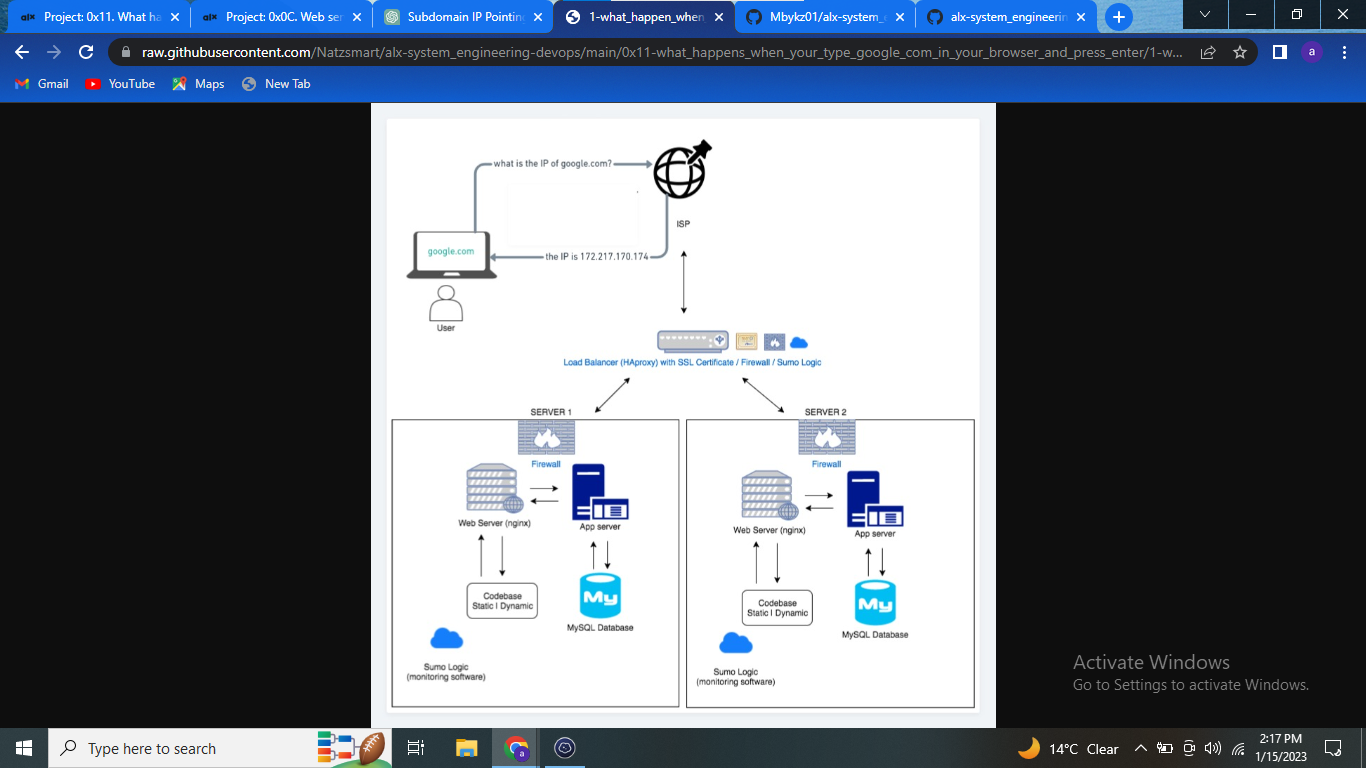 1-what_happen_when
Project: 0x11. What ha
Project: 0x0C. Web ser
Subdomain IP Pointin
Mbykz01/alx-system_e
alx-system_engineerin
raw.githubusercontent.com/Natzsmart/alx-system_engineering-devops/main/0x11-what_happens_when_your_type_google_com_in_your_browser_and_press_enter/1-w...
a
Gmail
YouTube
Maps
New Tab
what is the IP of google.com?
ISP
google.com
the IP is 172.217.170.174
User
Load Balancer (HAproxy) with SSL Certificate / Firewall / Sumo Logic
SERVER 1
SERVER 2
Firewall
Firewall
Web Server (nginx)
App server
Web Server (nginx)
App server
Codebase
Static I Dynamic
My
MySQL Database
Codebase
Static I Dynamic
My
MySQL Database
Sumo Logic
(monitoring software)
Sumo Logic
(monitoring software)
Activate Windows
Go to Settings to activate Windows.
Type here to search
a
14°C Clear
2:17 PM
1/15/2023